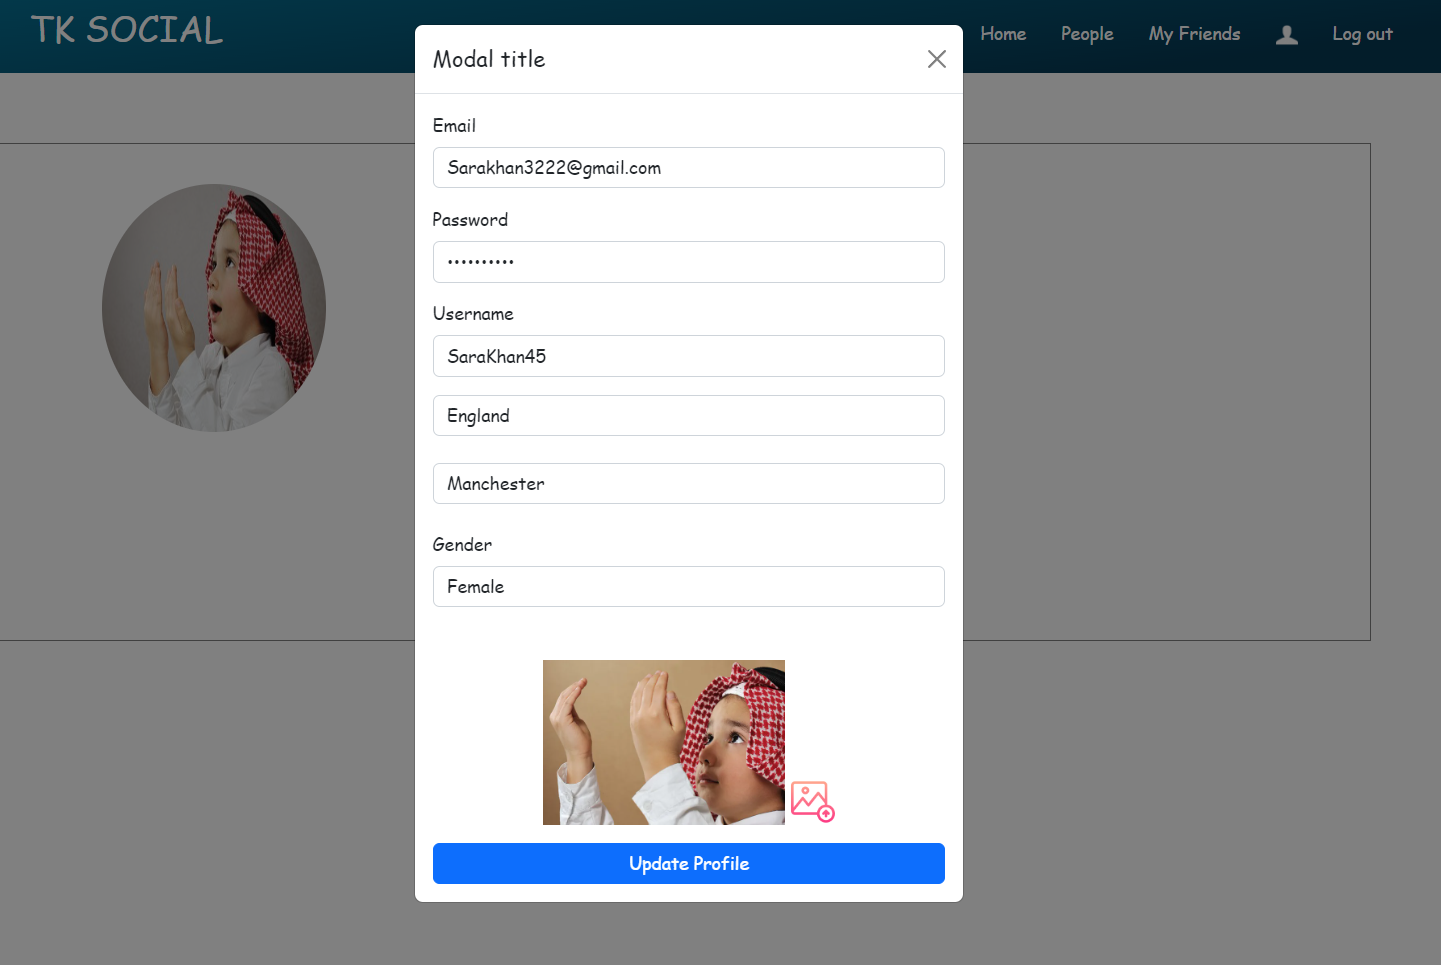 TK SOCIAL
Home
People
My Friends
Log out
Modal title
Email
Sarakhan3222@gmail.com
Password
••••••••••
Username
SaraKhan45
England
Manchester
Gender
Female
Update Profile